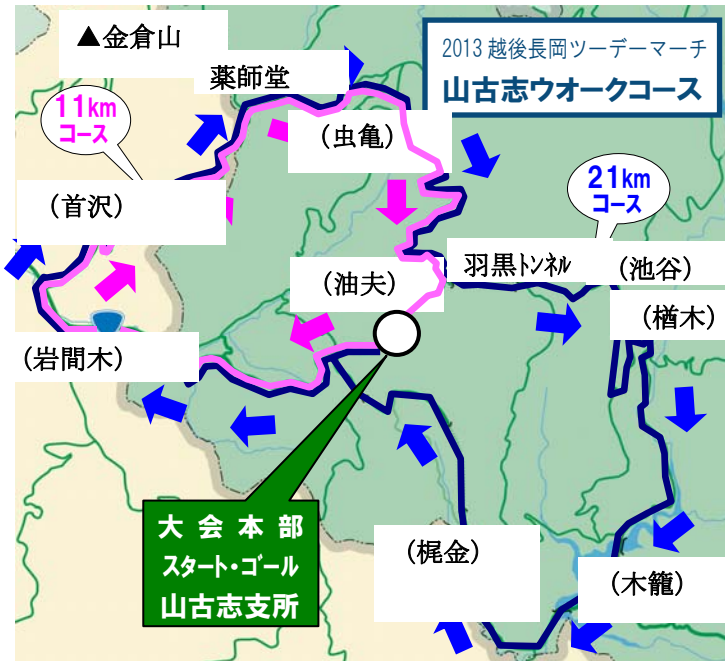 ▲金倉山
2013 越後長岡ツーデーマーチ
山古志ウオークコース
薬師堂
11km
コース
（虫亀）
21km
コース
（首沢）
羽黒トンネル
（池谷）
（油夫）
（楢木）
（岩間木）
大会本部
スタート・ゴール
山古志支所
（梶金）
（木籠）